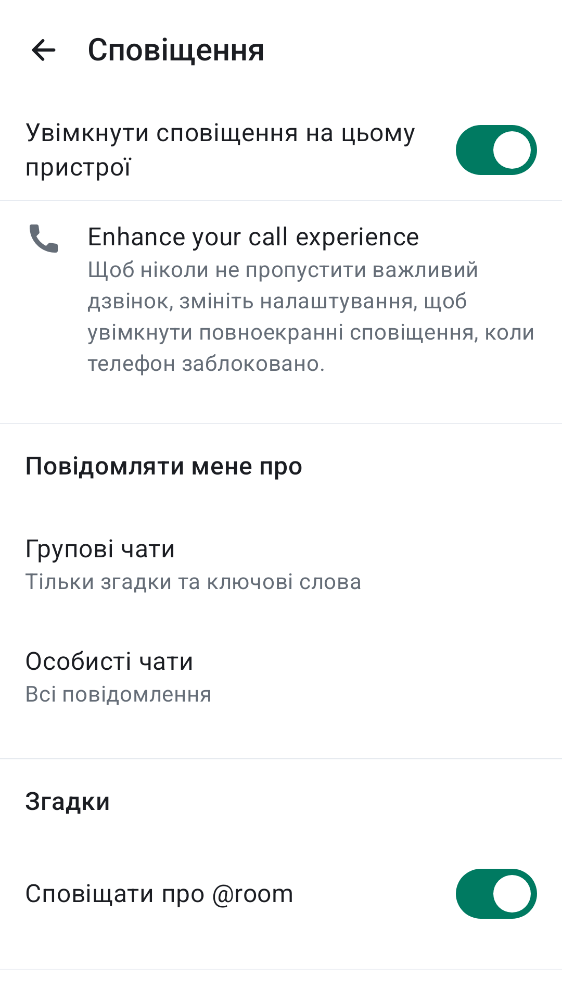 Сповіщення
Увімкнути сповіщення на цьому
пристрої
Enhance your call experience
Щоб ніколи не пропустити важливий
дзвінок, змініть налаштування, щоб
увімкнути повноекранні сповіщення, коли
телефон заблоковано.
Повідомляти мене про
Групові чати
Тільки згадки та ключові слова
Особисті чати
Всі повідомлення
Згадки
Сповіщати про @room